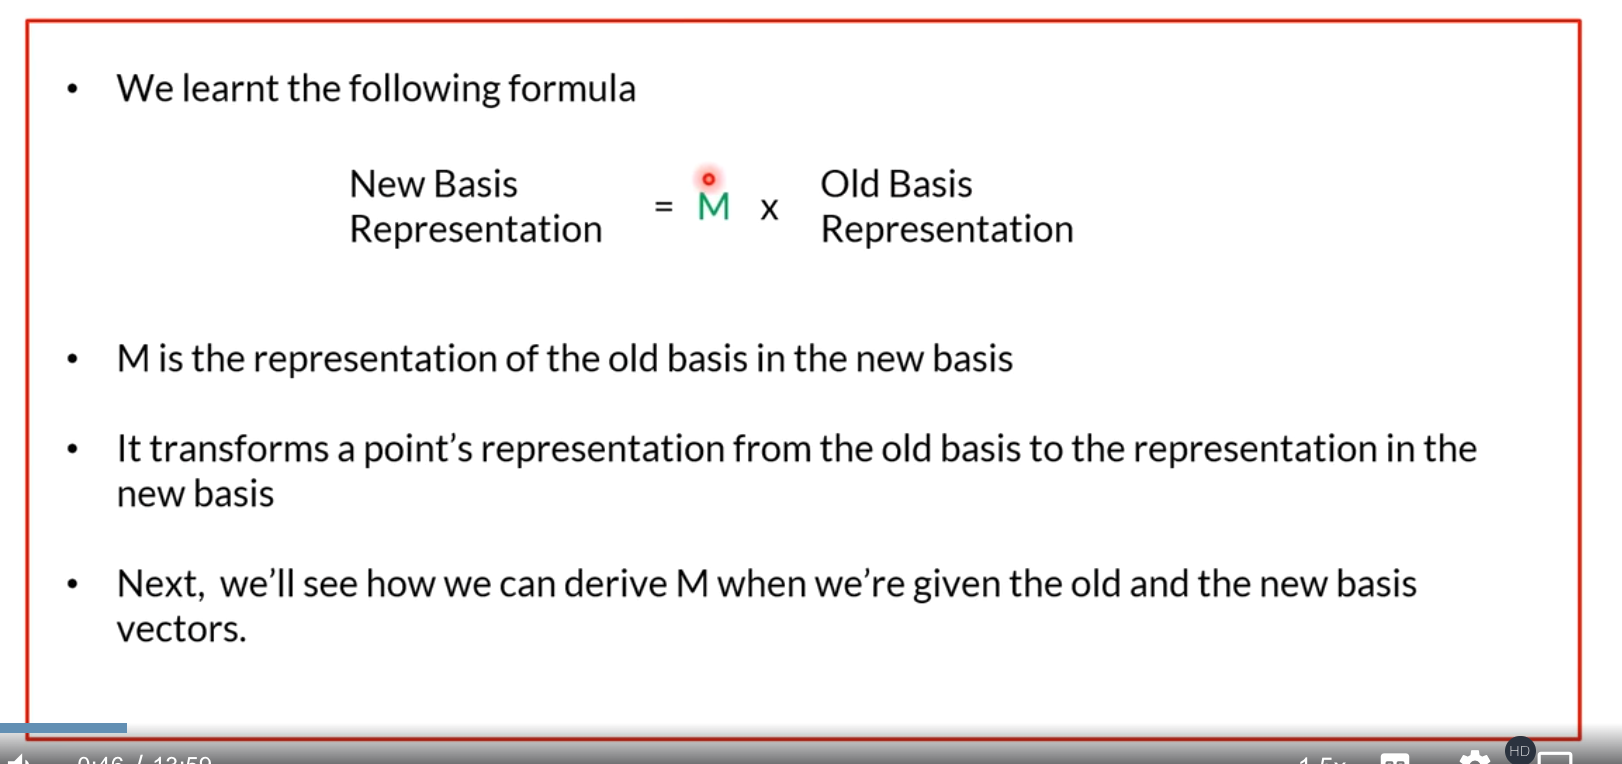 • We learnt the following formula
New Basis
Representation
= M x
Old Basis
Representation
• M is the representation of the old basis in the new basis
• It transforms a point’s representation from the old basis to the representation in the
new basis
• Next, we’ll see how we can derive M when we’re given the old and the new basis
vectors.
0:46 / 13:59
1.5x
HD